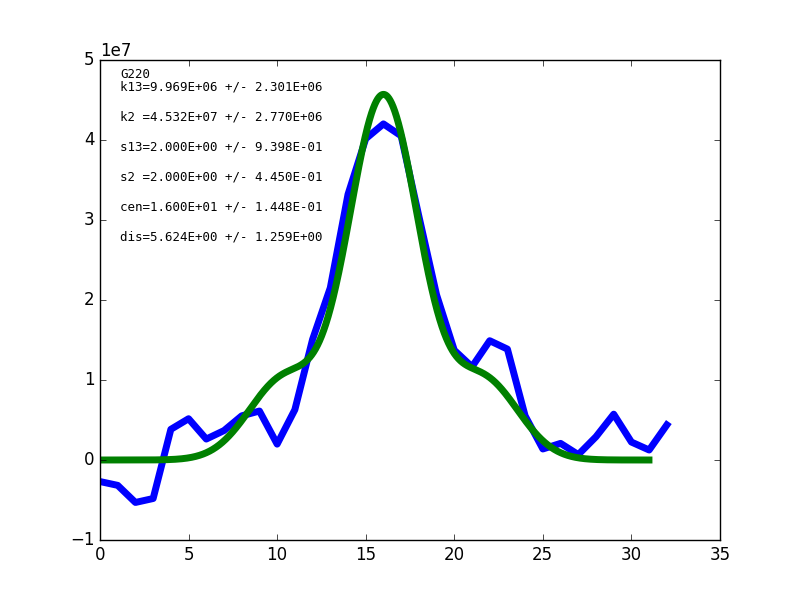 1e7
G220
k13=9.969E+06 +/- 2.301E+06
k2 =4.532E+07 +/- 2.770E+06
s13=2.000E+00 +/- 9.398E-01
s2 =2.000E+00 +/- 4.450E-01
cen=1.600E+01 +/- 1.448E-01
dis=5.624E+00 +/- 1.259E+00
5
4
3
2
1
0
−1
0 5 10 15 20 25 30 35